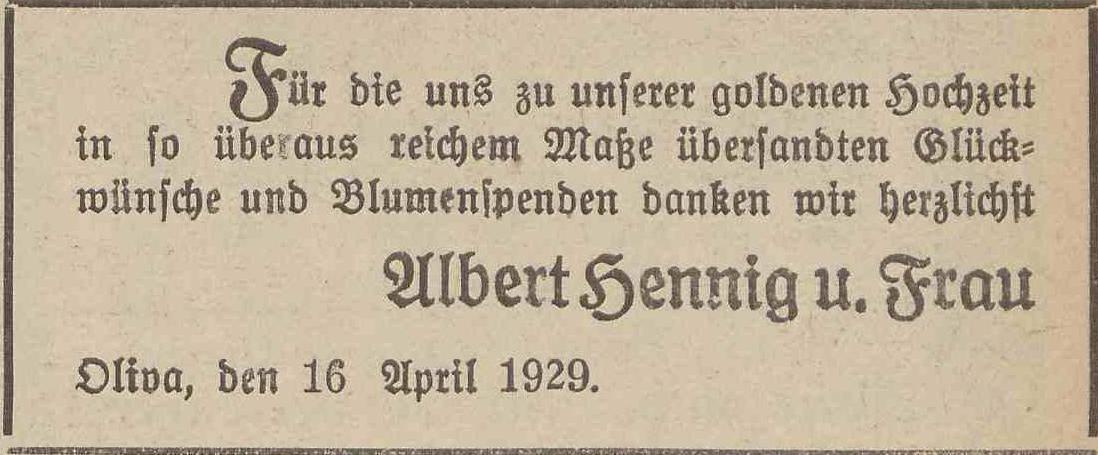 Für die uns zu unserer goldenen Hochzeit
in so überaus reichem Maße übersandten Glück-
wünsche und Blumenspenden danken wir herzlichst
Albert Hennig u. Frau
Oliva, den 16 April 1929.